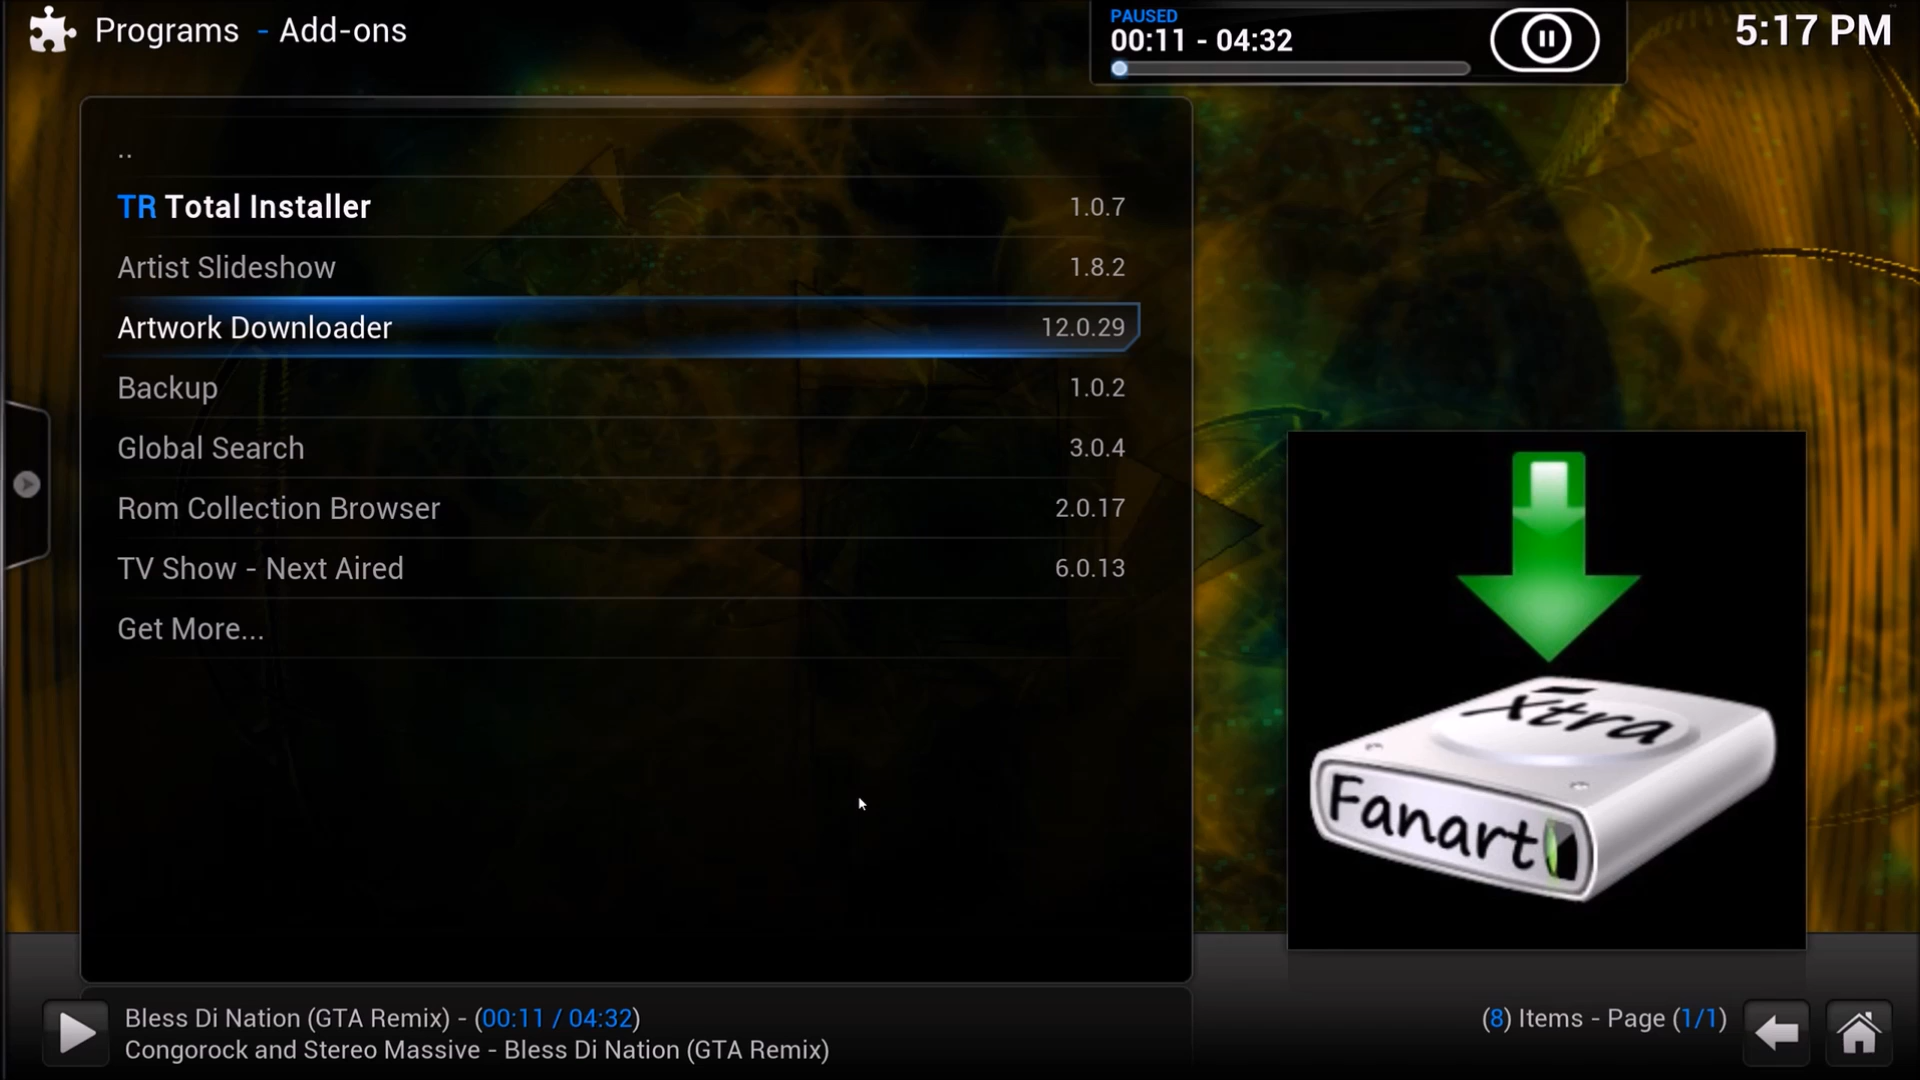 Programs - Add-ons
PAUSED
00:11 - 04:32
5:17 PM
..
TR Total Installer 1.0.7
Artist Slideshow 1.8.2
Artwork Downloader 12.0.29
Backup 1.0.2
Global Search 3.0.4
Rom Collection Browser 2.0.17
TV Show - Next Aired 6.0.13
Get More...
Xtra
Fanart
Bless Di Nation (GTA Remix) - (00:11 / 04:32)
Congorock and Stereo Massive - Bless Di Nation (GTA Remix)
(8) Items - Page (1/1)